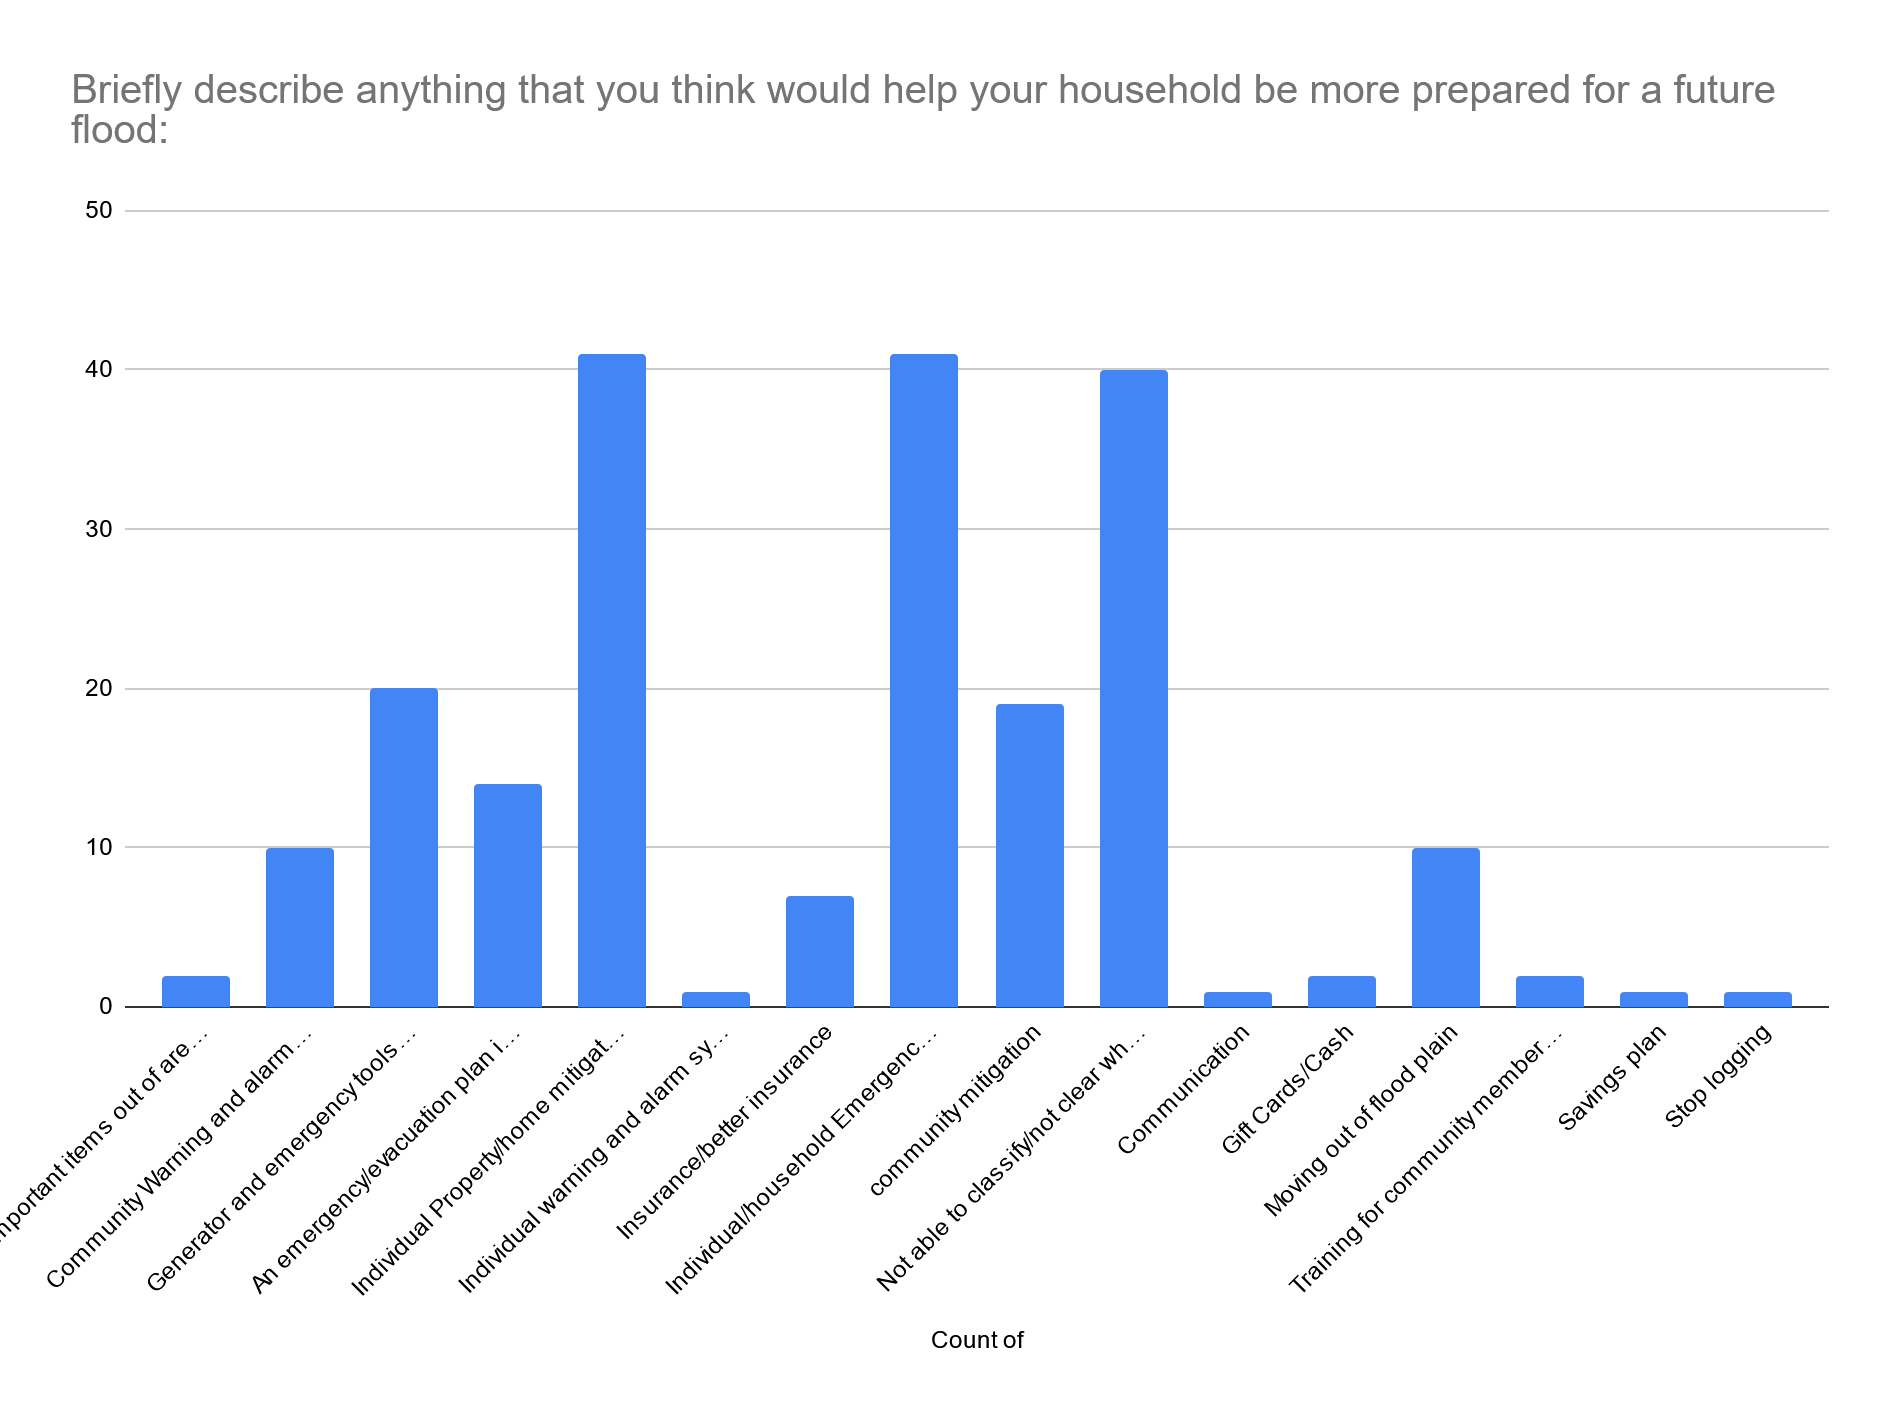 Briefly describe anything that you think would help your household be more prepared for a future
flood:
50
40
30
20
10
0
items out of are…
Community Warning and alarm…
Generator and emergency tools…
An emergency/evacuation plan i…
Individual Property/home mitigat…
Individual warning and alarm sy…
Insurance/better insurance
Individual/household Emergenc…
community mitigation
Not able to classify/not clear wh…
Communication
Gift Cards/Cash
Moving out of flood plain
Training for community member…
Savings plan
Stop logging
Count of